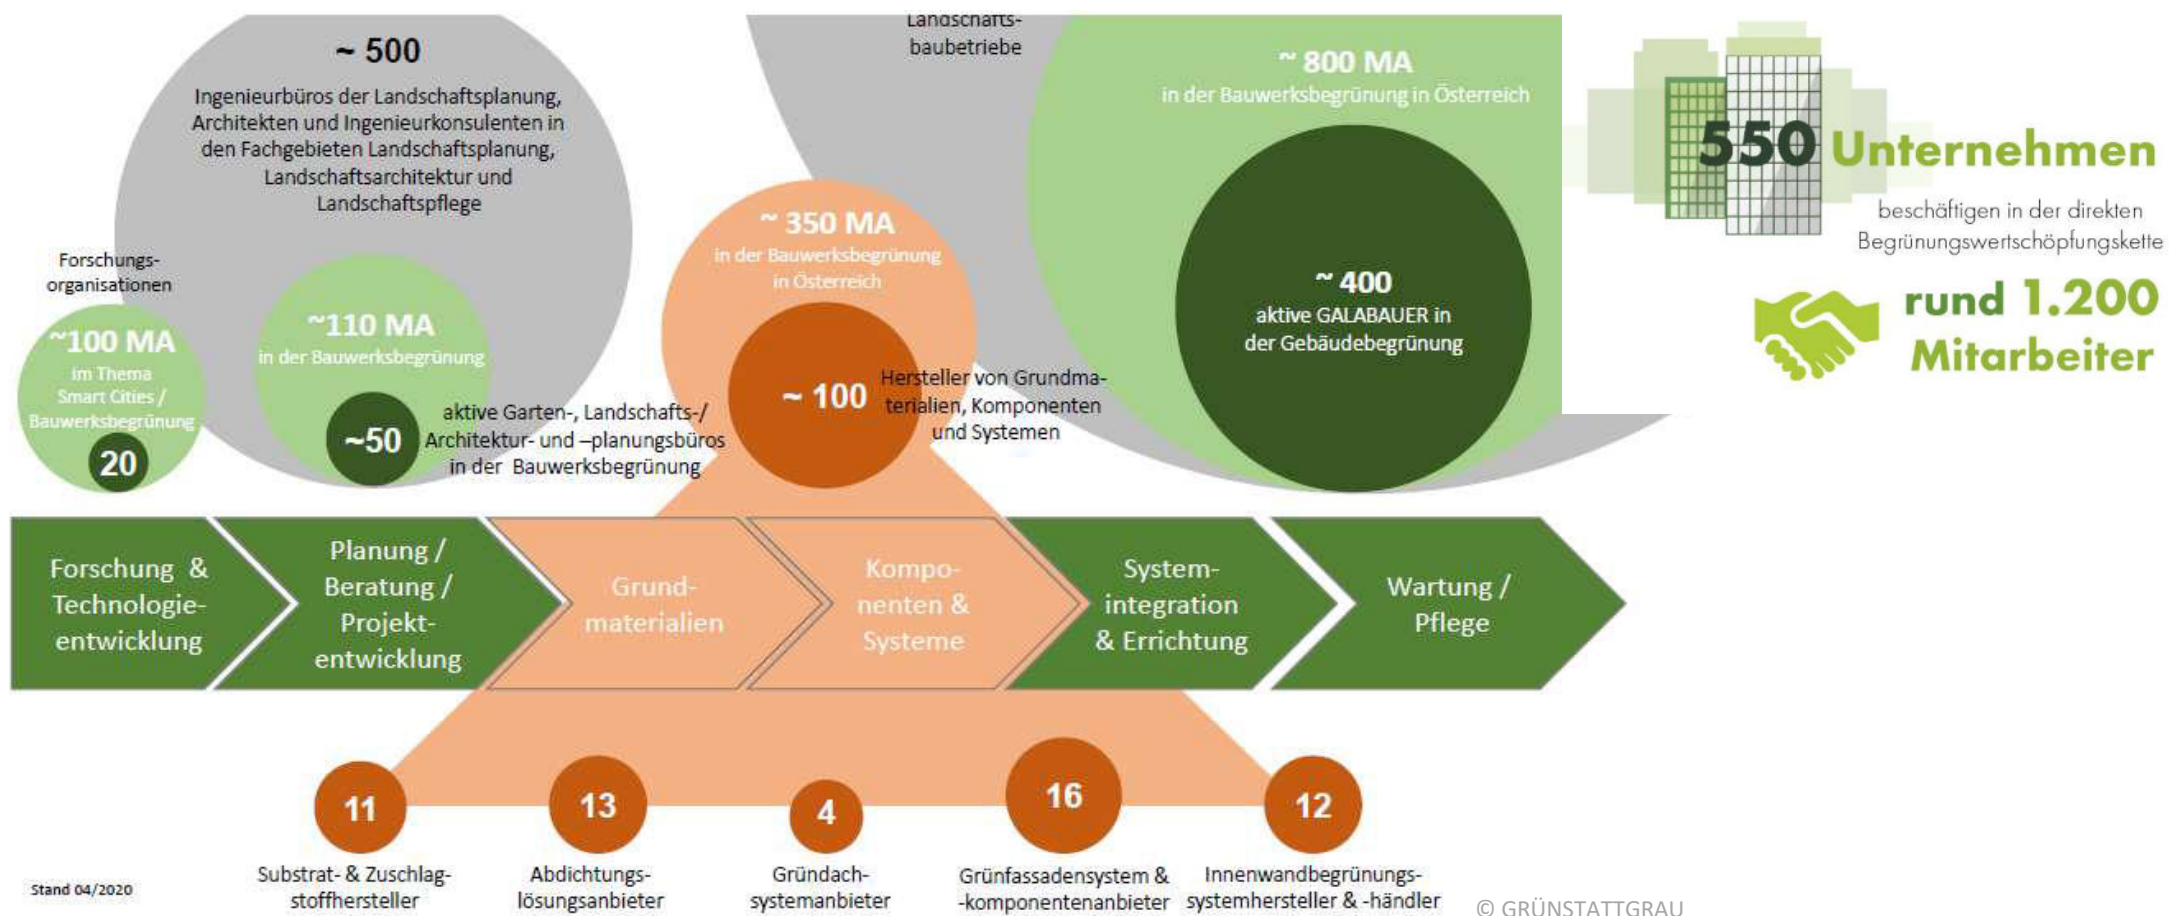 ~ 500
Ingenieurbüros der Landschaftsplanung,
Architekten und Ingenieurkonsulenten in
den Fachgebieten Landschaftsplanung,
Landschaftsarchitektur und
Landschaftspflege
Landschafts-
baubetriebe
~ 800 MA
in der Bauwerksbegrünung in Österreich
~ 400
aktive GALABAUER in
der Gebäudebegrünung
550 Unternehmen
beschäftigen in der direkten
Begrünungswertschöpfungskette
rund 1.200
Mitarbeiter
Forschungs-
organisationen
~100 MA
im Thema
Smart Cities /
Bauwerksbegrünung
20
~110 MA
in der Bauwerksbegrünung
~50
aktive Garten-, Landschafts-/
Architektur- und –planungsbüros
in der Bauwerksbegrünung
~ 350 MA
in der Bauwerksbegrünung
in Österreich
~ 100
Hersteller von Grundma-
terialien, Komponenten
und Systemen
Forschung &
Technologie-
entwicklung
Planung /
Beratung /
Projekt-
entwicklung
Grund-
materialien
Kompo-
nenten &
Systeme
System-
integration
& Errichtung
Wartung /
Pflege
11
Substrat- & Zuschlag-
stoffhersteller
13
Abdichtungs-
lösungsanbieter
4
Gründach-
systemanbieter
16
Grünfassadensystem &
-komponentenanbieter
12
Innenwandbegrünungs-
systemhersteller & -händler
Stand 04/2020
© GRÜNSTATTGRAU